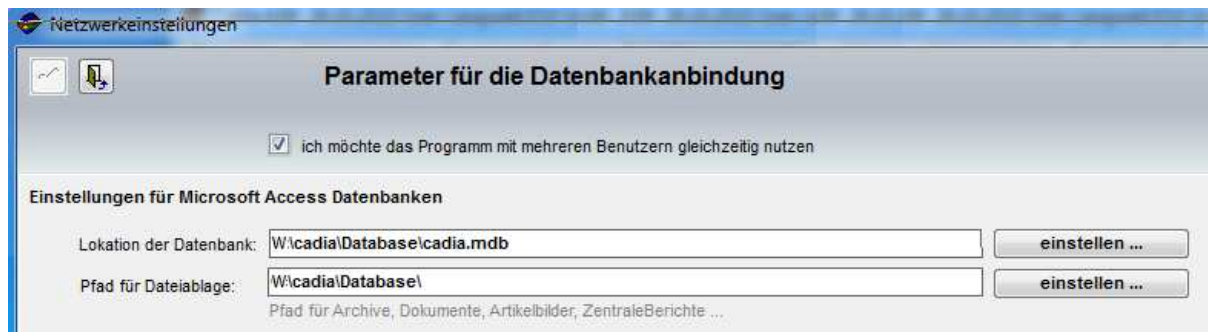 Netzwerkeinstellungen
Parameter für die Datenbankanbindung
ich möchte das Programm mit mehreren Benutzern gleichzeitig nutzen
Einstellungen für Microsoft Access Datenbanken
Lokation der Datenbank: W:\cadia\Database\cadia.mdb einstellen ...
Pfad für Dateiablage: W:\cadia\Database\ einstellen ...
Pfad für Archive, Dokumente, Artikelbilder, ZentraleBerichte ...